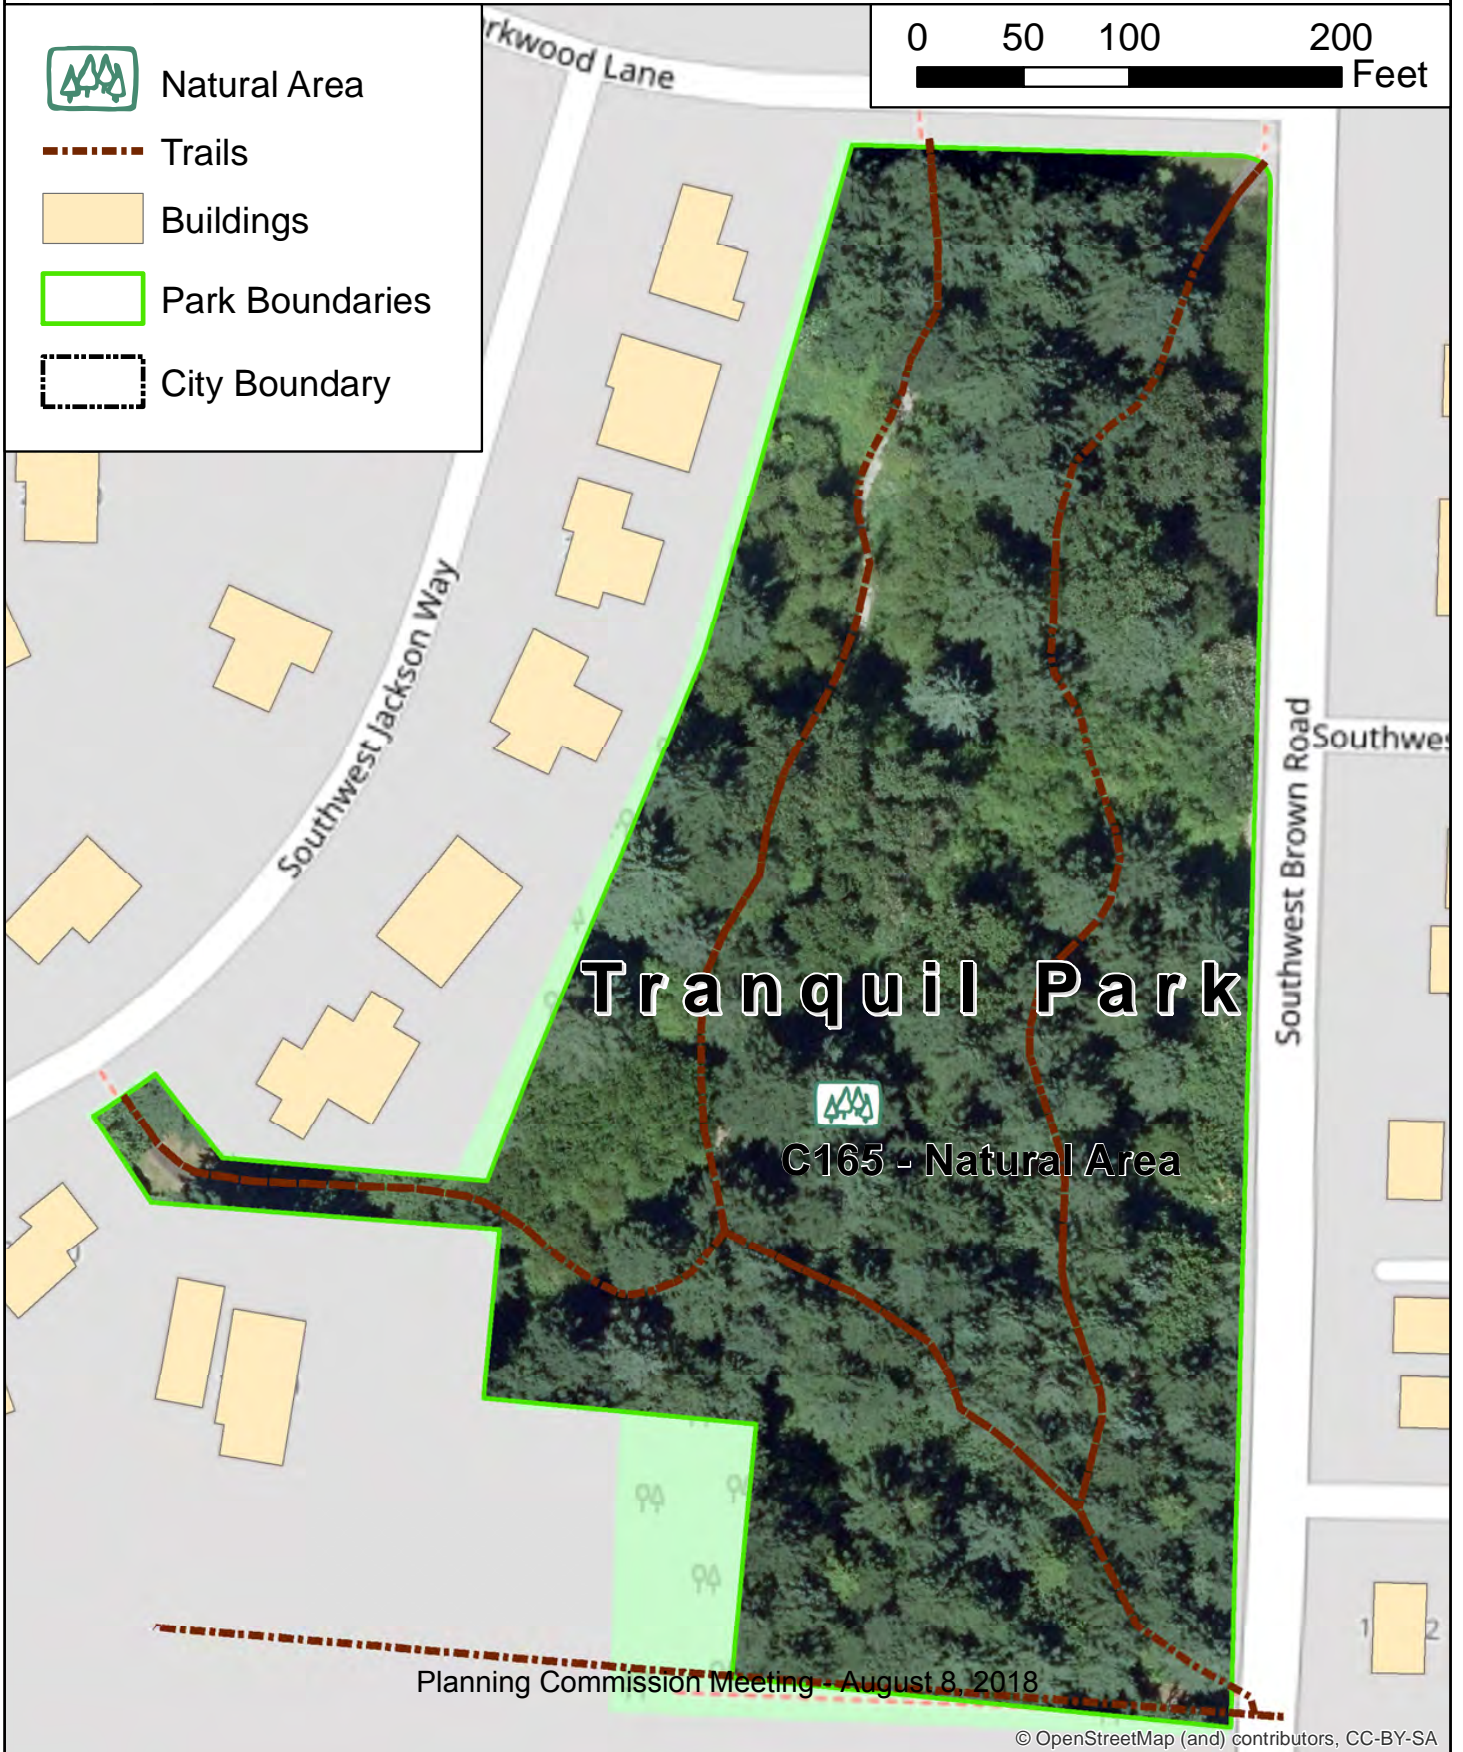 Natural Area
Trails
Buildings
Park Boundaries
City Boundary
0 50 100 200
Feet
rkwood Lane
Southwest Jackson Way
Southwest Brown Road
Southwes
Tranquil Park
C165 - Natural Area
Planning Commission Meeting - August 8, 2018
© OpenStreetMap (and) contributors, CC-BY-SA